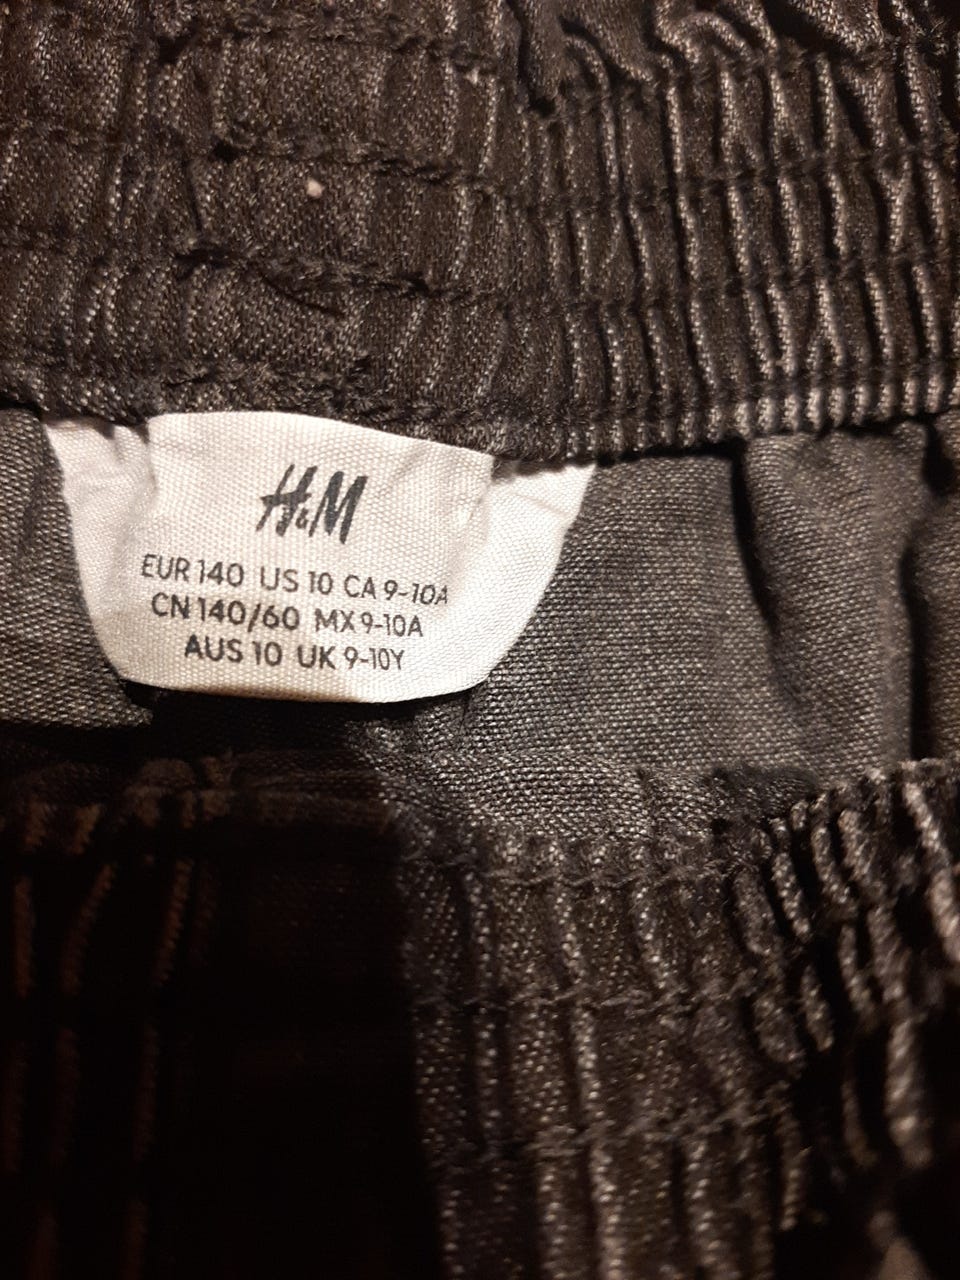 H&M
EUR 140 US 10 CA 9-10A
CN 140/60 MX 9-10A
AUS 10 UK 9-10Y